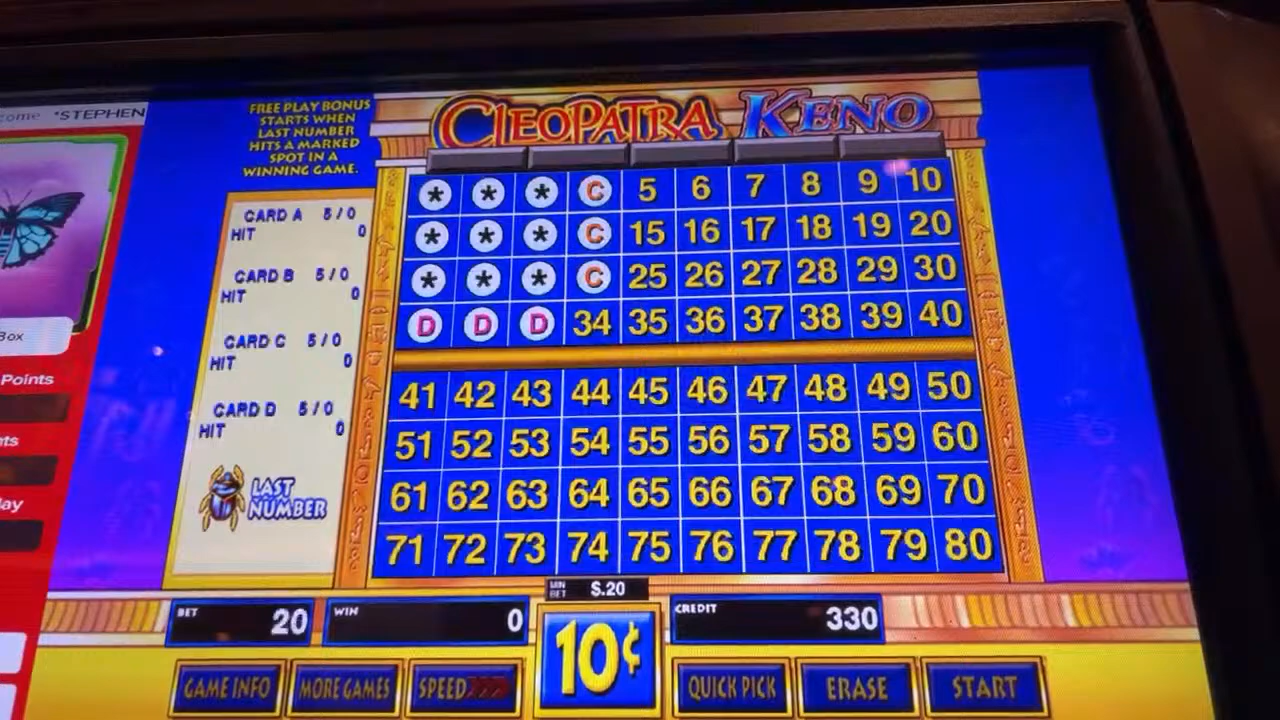 come *STEPHEN
FREE PLAY BONUS
STARTS WHEN
LAST NUMBER
HITS A MARKED
SPOT IN A
WINNING GAME.
CLEOPATRA KENO
CARD A 5/0
HIT 0
CARD B 5/0
HIT 0
CARD C 5/0
HIT 0
CARD D 5/0
HIT 0
LAST
NUMBER
* * * C 5 6 7 8 9 10
* * * C 15 16 17 18 19 20
* * * C 25 26 27 28 29 30
D D D 34 35 36 37 38 39 40
41 42 43 44 45 46 47 48 49 50
51 52 53 54 55 56 57 58 59 60
61 62 63 64 65 66 67 68 69 70
71 72 73 74 75 76 77 78 79 80
Box
Points
nts
lay
MIN
BET $.20
BET 20
WIN 0
10¢
CREDIT 330
GAME INFO
MORE GAMES
SPEED
QUICK PICK
ERASE
START